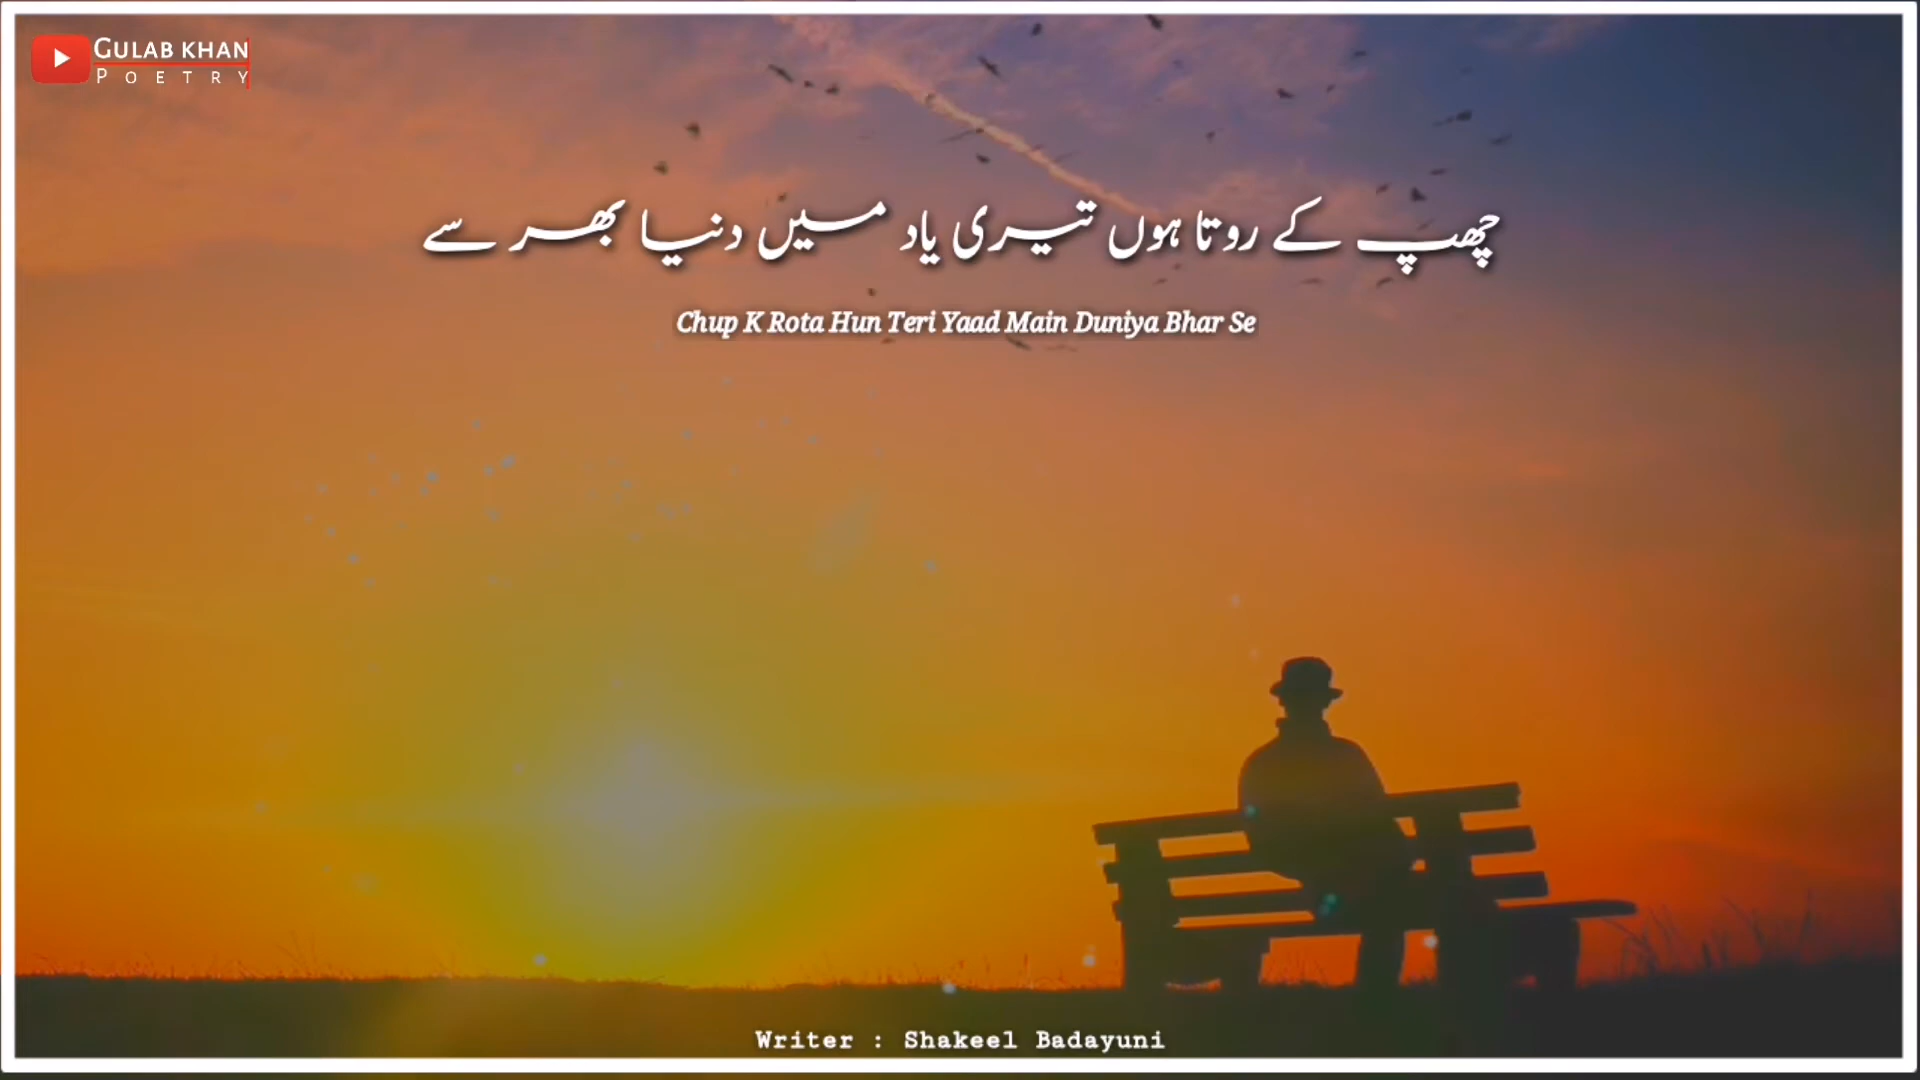 GULAB KHAN
POETRY
چھپ کے روتا ہوں تیری یاد میں دنیا بھر سے
Chup K Rota Hun Teri Yaad Main Duniya Bhar Se
Writer : Shakeel Badayuni